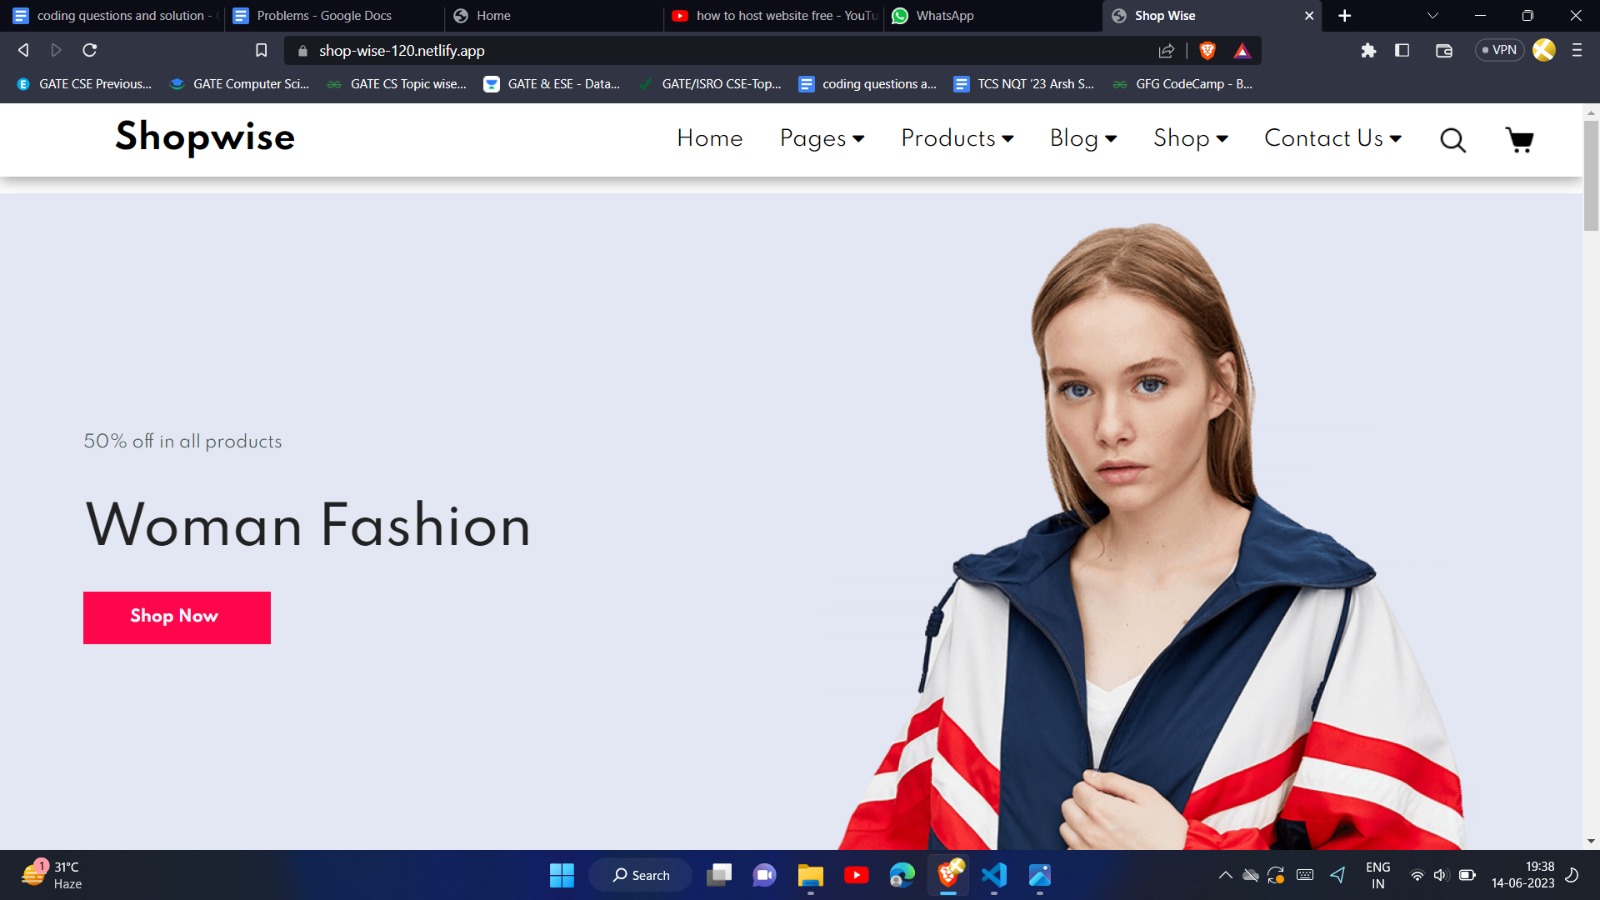 coding questions and solution -
Problems - Google Docs
Home
how to host website free - YouTu
WhatsApp
Shop Wise
shop-wise-120.netlify.app
VPN
GATE CSE Previous...
GATE Computer Sci...
GATE CS Topic wise...
GATE & ESE - Data...
GATE/ISRO CSE-Top...
coding questions a...
TCS NQT '23 Arsh S...
GFG CodeCamp - B...
Shopwise
Home
Pages
Products
Blog
Shop
Contact Us
50% off in all products
Woman Fashion
Shop Now
1
31°C
Haze
Search
ENG
IN
19:38
14-06-2023